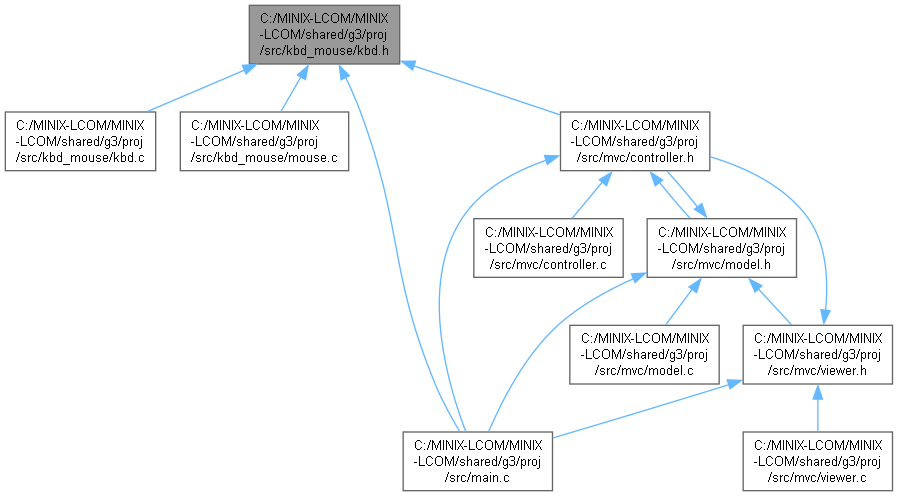 C:/MINIX-LCOM/MINIX
-LCOM/shared/g3/proj
/src/kbd_mouse/kbd.h
C:/MINIX-LCOM/MINIX
-LCOM/shared/g3/proj
/src/kbd_mouse/kbd.c
C:/MINIX-LCOM/MINIX
-LCOM/shared/g3/proj
/src/kbd_mouse/mouse.c
C:/MINIX-LCOM/MINIX
-LCOM/shared/g3/proj
/src/mvc/controller.h
C:/MINIX-LCOM/MINIX
-LCOM/shared/g3/proj
/src/mvc/controller.c
C:/MINIX-LCOM/MINIX
-LCOM/shared/g3/proj
/src/mvc/model.h
C:/MINIX-LCOM/MINIX
-LCOM/shared/g3/proj
/src/mvc/model.c
C:/MINIX-LCOM/MINIX
-LCOM/shared/g3/proj
/src/mvc/viewer.h
C:/MINIX-LCOM/MINIX
-LCOM/shared/g3/proj
/src/main.c
C:/MINIX-LCOM/MINIX
-LCOM/shared/g3/proj
/src/mvc/viewer.c